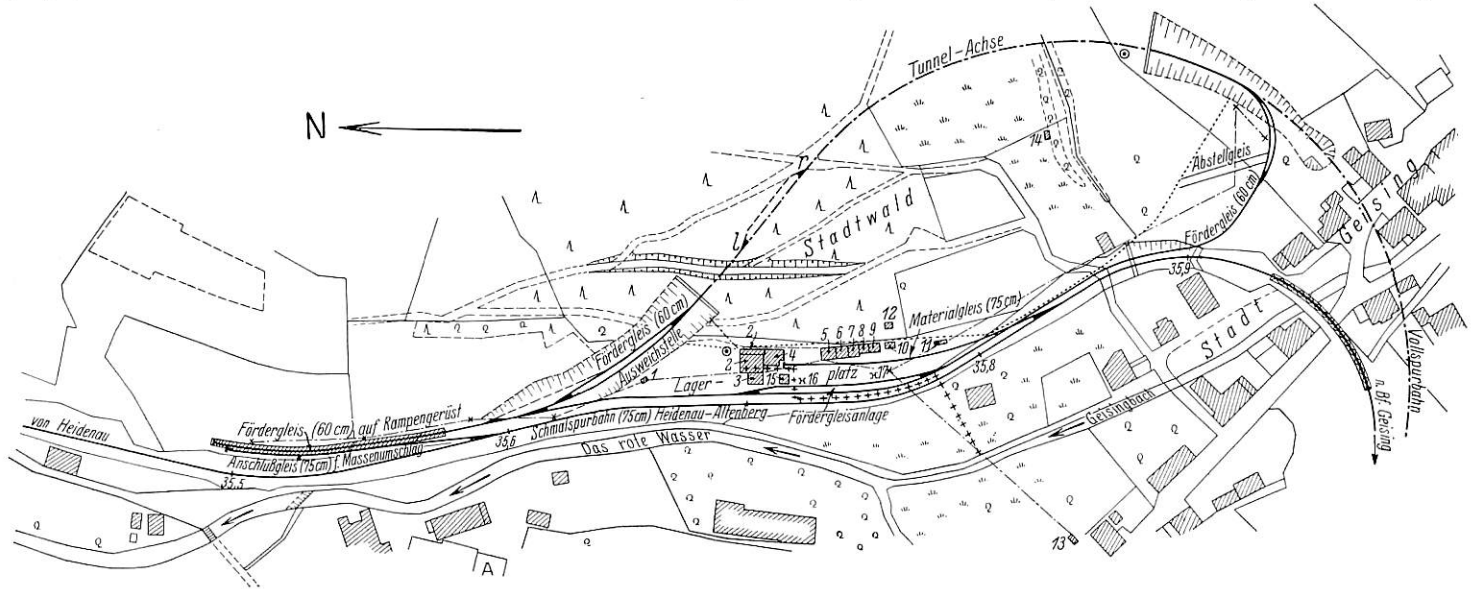 Tunnel-Achse
N
14
Abstellgleis
Geising
r
Stadtwald
l
Fördergleis (60 cm)
35,9
Materialgleis (75 cm)
12
Fördergleis (60 cm)
Ausweichstelle
1
2
2
4
3
5 6 7 8 9
10
11
15
16
17
Lager-
platz
35,8
Stadt
Vollspurbahn
n. Bf. Geising
Fördergleisanlage
Schmalspurbahn (75 cm) Heidenau-Altenberg
35,6
Geisingbach
Das rote Wasser
von Heidenau
Fördergleis (60 cm) auf Rampengerüst
Anschlußgleis (75 cm) f. Massenumschlag
35,5
13
A